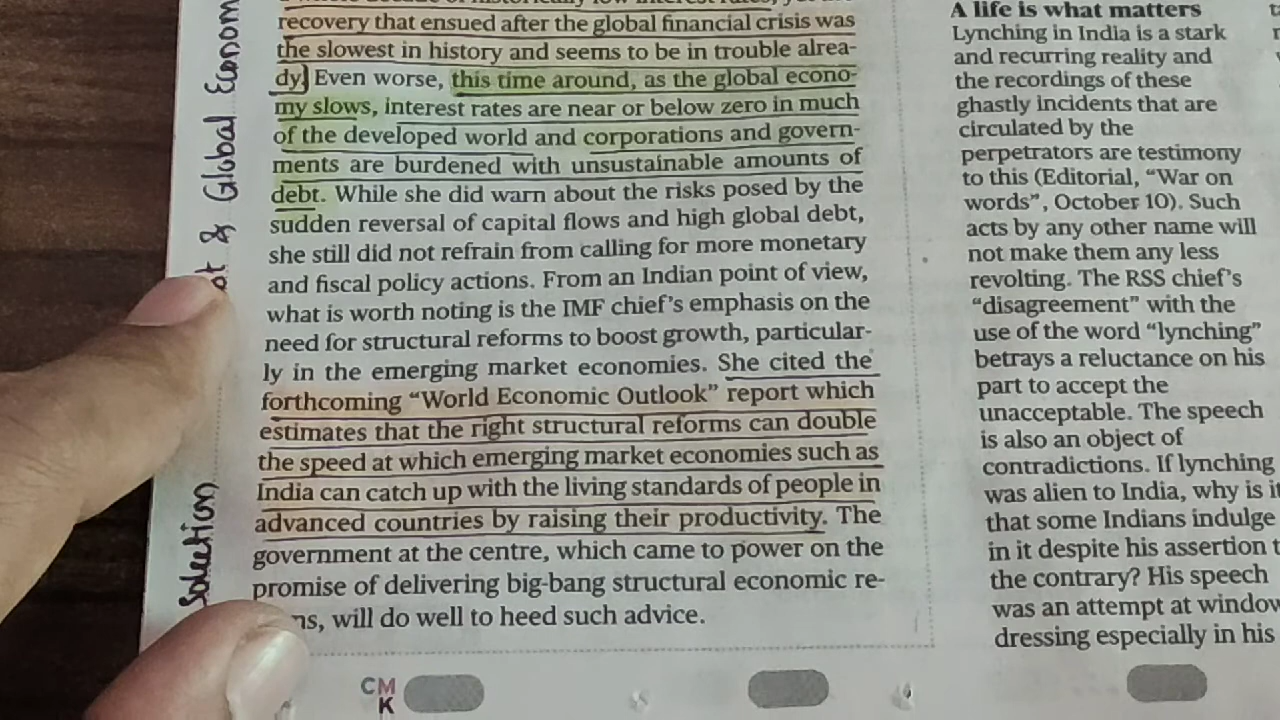 recovery that ensued after the global financial crisis was
the slowest in history and seems to be in trouble alrea-
dy. Even worse, this time around, as the global econo-
my slows, interest rates are near or below zero in much
of the developed world and corporations and govern-
ments are burdened with unsustainable amounts of
debt. While she did warn about the risks posed by the
sudden reversal of capital flows and high global debt,
she still did not refrain from calling for more monetary
and fiscal policy actions. From an Indian point of view,
what is worth noting is the IMF chief's emphasis on the
need for structural reforms to boost growth, particular-
ly in the emerging market economies. She cited the
forthcoming “World Economic Outlook” report which
estimates that the right structural reforms can double
the speed at which emerging market economies such as
India can catch up with the living standards of people in
advanced countries by raising their productivity. The
government at the centre, which came to power on the
promise of delivering big-bang structural economic re-
will do well to heed such advice.
CM
K
& Global Econom
Solution
A life is what matters
Lynching in India is a stark
and recurring reality and
the recordings of these
ghastly incidents that are
circulated by the
perpetrators are testimony
to this (Editorial, “War on
words”, October 10). Such
acts by any other name will
not make them any less
revolting. The RSS chief's
“disagreement” with the
use of the word “lynching”
betrays a reluctance on his
part to accept the
unacceptable. The speech
is also an object of
contradictions. If lynching
was alien to India, why is it
that some Indians indulge
in it despite his assertion t
the contrary? His speech
was an attempt at window
dressing especially in his